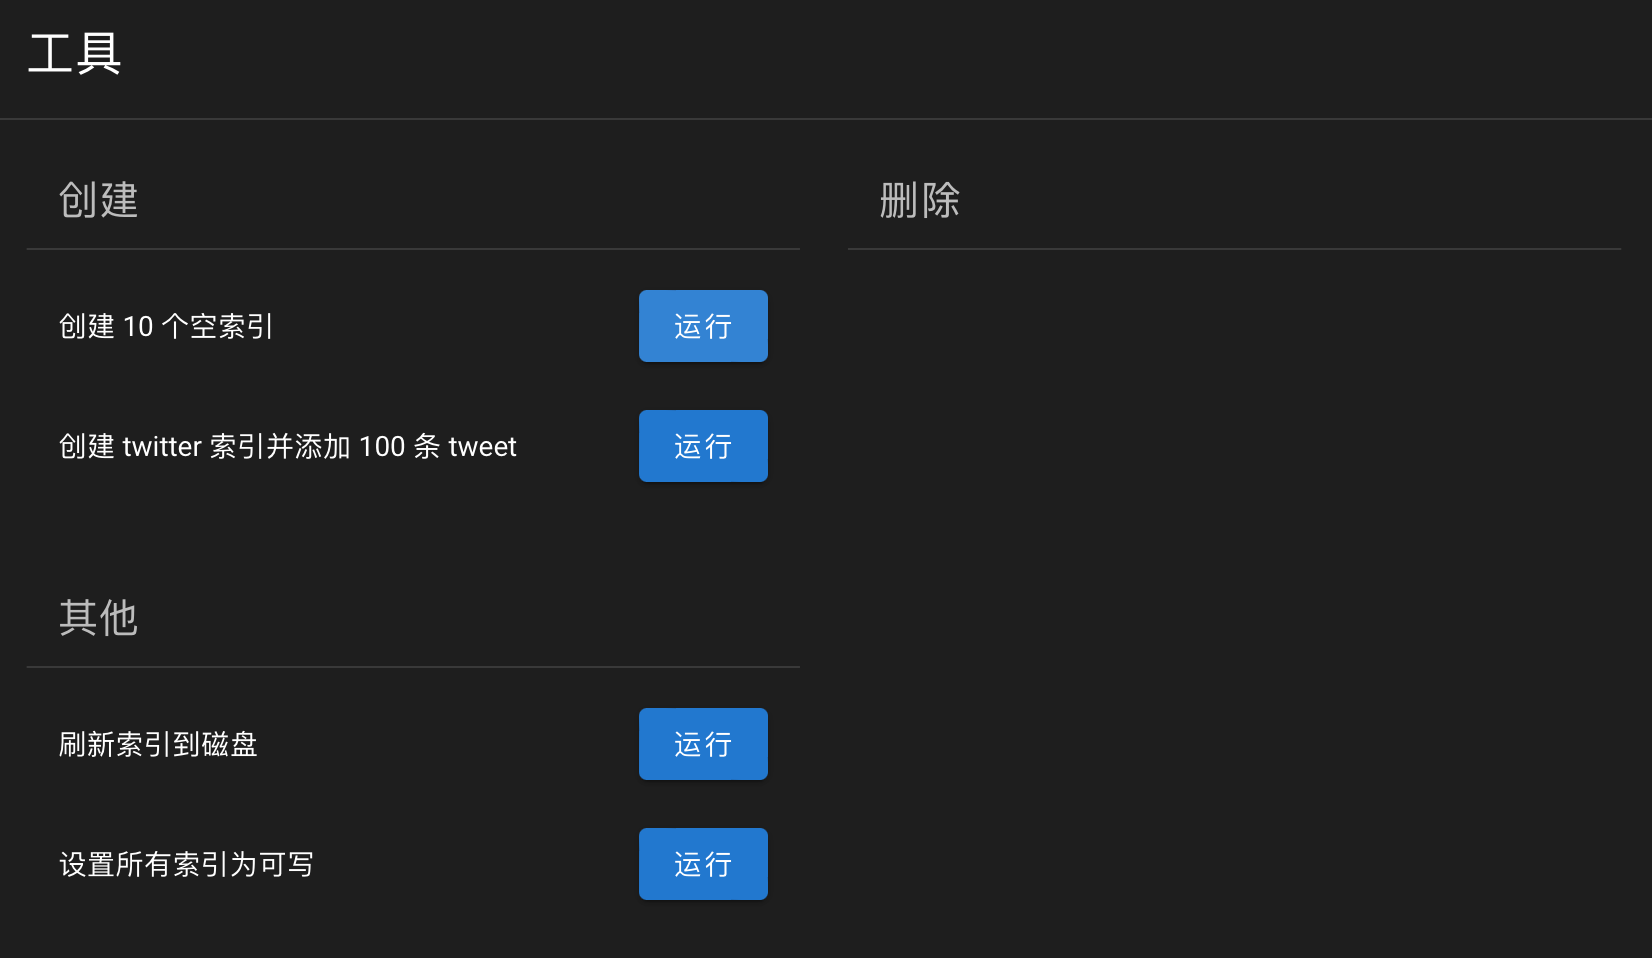 工具
创建
创建 10 个空索引
运行
创建 twitter 索引并添加 100 条 tweet
运行
其他
刷新索引到磁盘
运行
设置所有索引为可写
运行
删除